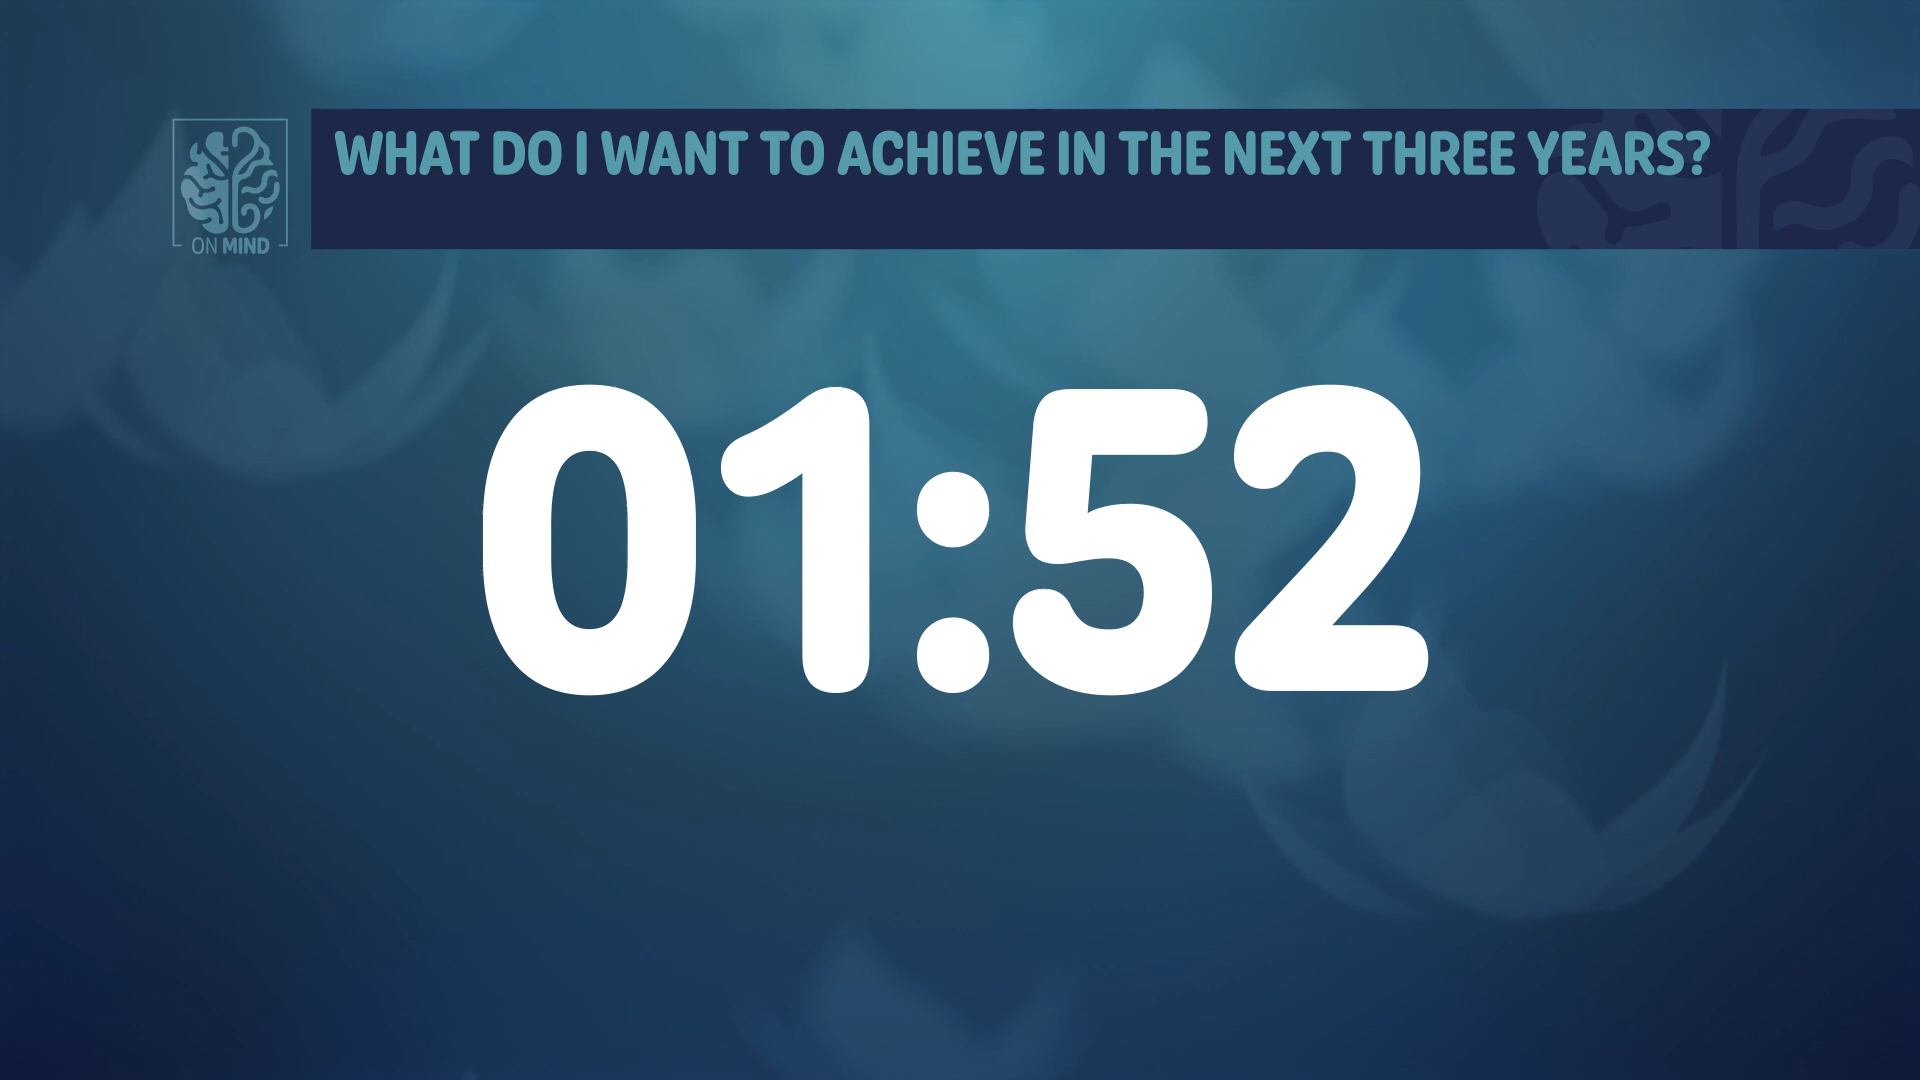 WHAT DO I WANT TO ACHIEVE IN THE NEXT THREE YEARS?
ON MIND
01:52